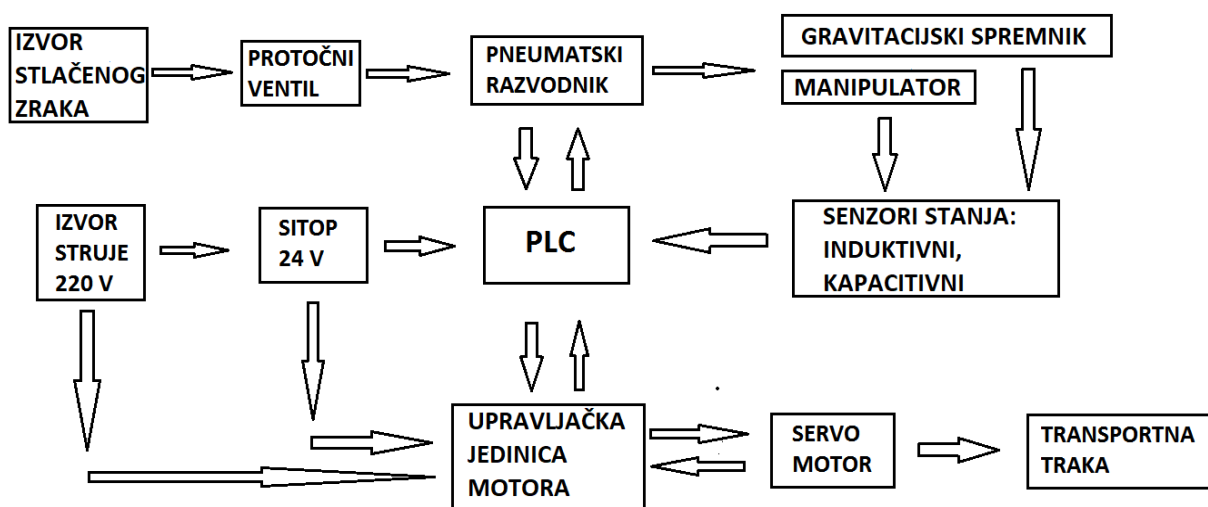 IZVOR
STLAČENOG
ZRAKA
PROTOČNI
VENTIL
PNEUMATSKI
RAZVODNIK
GRAVITACIJSKI SPREMNIK
MANIPULATOR
IZVOR
STRUJE
220 V
SITOP
24 V
PLC
SENZORI STANJA:
INDUKTIVNI,
KAPACITIVNI
UPRAVLJAČKA
JEDINICA
MOTORA
SERVO
MOTOR
TRANSPORTNA
TRAKA